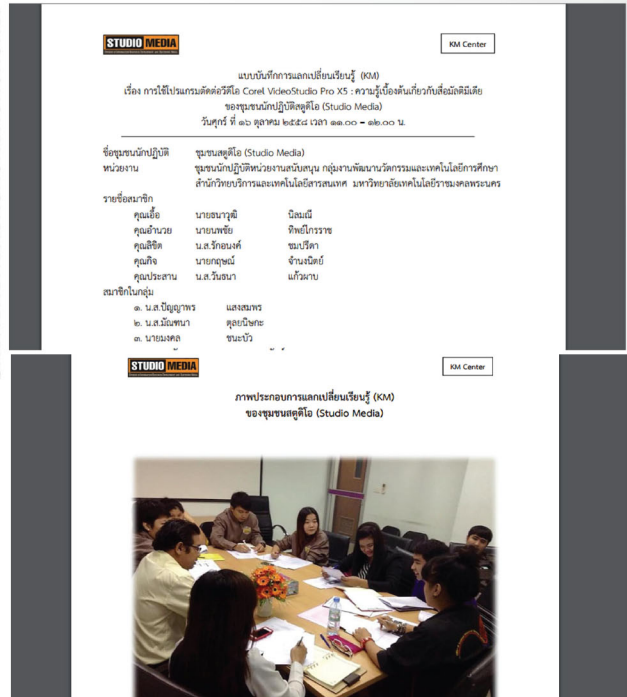 STUDIO MEDIA
KM Center
แบบบันทึกการแลกเปลี่ยนเรียนรู้ (KM)
เรื่อง การใช้โปรแกรมตัดต่อวีดีโอ Corel VideoStudio Pro X5 : ความรู้เบื้องต้นเกี่ยวกับสื่อมัลติมีเดีย
ของชุมชนนักปฏิบัติสตูดิโอ (Studio Media)
วันศุกร์ ที่ ๑๖ ตุลาคม ๒๕๕๘ เวลา ๑๑.๐๐ – ๑๒.๐๐ น.
ชื่อชุมชนนักปฏิบัติ ชุมชนสตูดิโอ (Studio Media)
หน่วยงาน ชุมชนนักปฏิบัติหน่วยงานสนับสนุน กลุ่มงานพัฒนานวัตกรรมและเทคโนโลยีการศึกษา
สำนักวิทยบริการและเทคโนโลยีสารสนเทศ มหาวิทยาลัยเทคโนโลยีราชมงคลพระนคร
รายชื่อสมาชิก
คุณเอื้อ นายธนาวุฒิ นิลมณี
คุณอำนวย นายนพชัย ทิพย์ไกรราช
คุณลิขิต น.ส.รักอนงค์ ชมปรีดา
คุณกิจ นายกฤษณ์ จำนงนิตย์
คุณประสาน น.ส.วันธนา แก้วผาบ
สมาชิกในกลุ่ม
๑. น.ส.ปัญญาพร แสงสมพร
๒. น.ส.มัณฑนา ตุลยนิษกะ
๓. นายมงคล ชนะบัว
STUDIO MEDIA
KM Center
ภาพประกอบการแลกเปลี่ยนเรียนรู้ (KM)
ของชุมชนสตูดิโอ (Studio Media)